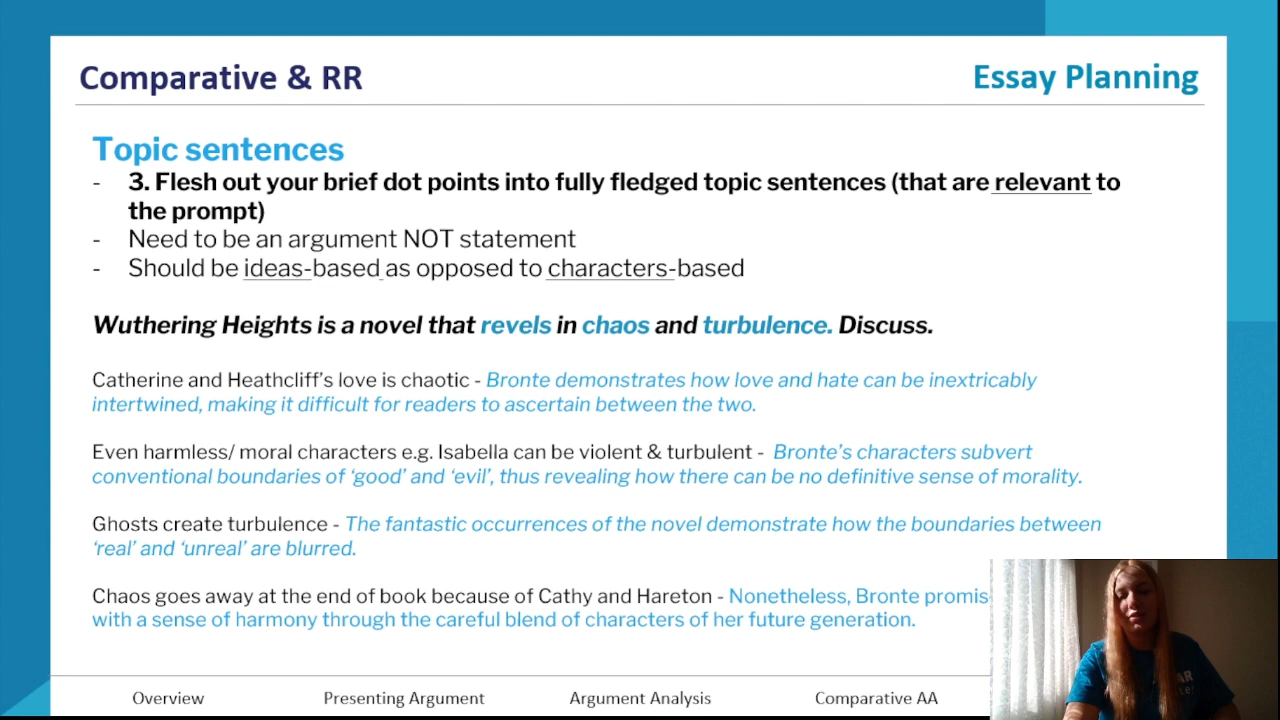 Comparative & RR
Essay Planning
Topic sentences
- 3. Flesh out your brief dot points into fully fledged topic sentences (that are relevant to
the prompt)
- Need to be an argument NOT statement
- Should be ideas-based as opposed to characters-based
Wuthering Heights is a novel that revels in chaos and turbulence. Discuss.
Catherine and Heathcliff's love is chaotic - Bronte demonstrates how love and hate can be inextricably
intertwined, making it difficult for readers to ascertain between the two.
Even harmless/ moral characters e.g. Isabella can be violent & turbulent - Bronte's characters subvert
conventional boundaries of 'good' and 'evil', thus revealing how there can be no definitive sense of morality.
Ghosts create turbulence - The fantastic occurrences of the novel demonstrate how the boundaries between
'real' and 'unreal' are blurred.
Chaos goes away at the end of book because of Cathy and Hareton - Nonetheless, Bronte promis
with a sense of harmony through the careful blend of characters of her future generation.
Overview
Presenting Argument
Argument Analysis
Comparative AA